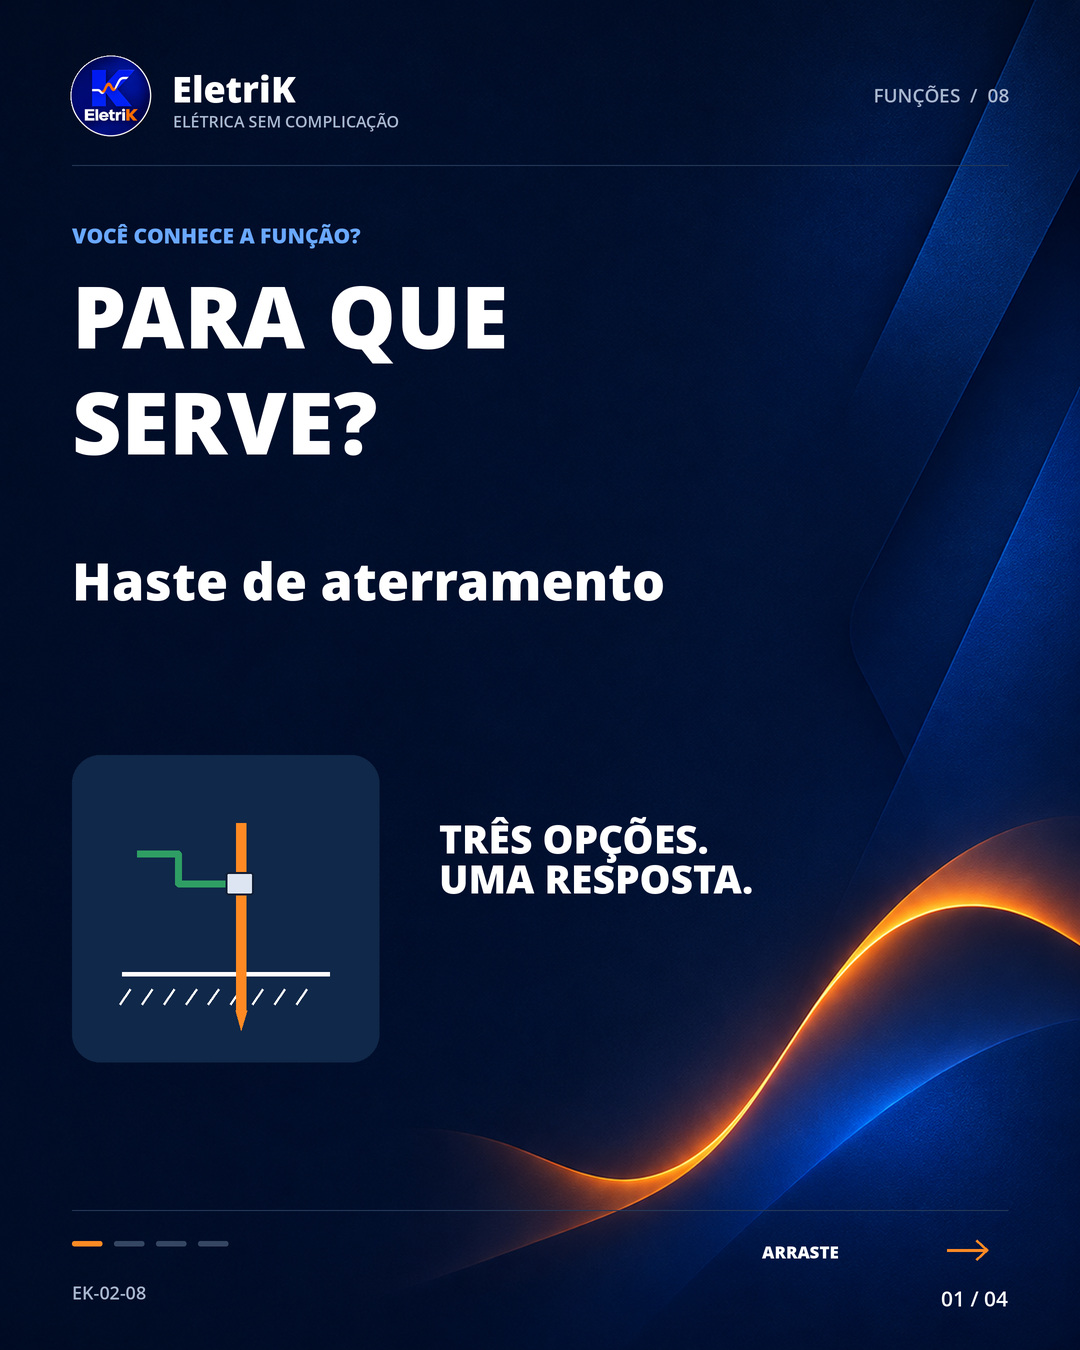 EletriK
EletriK
ELÉTRICA SEM COMPLICAÇÃO
FUNÇÕES / 08
VOCÊ CONHECE A FUNÇÃO?
PARA QUE
SERVE?
Haste de aterramento
TRÊS OPÇÕES.
UMA RESPOSTA.
ARRASTE
EK-02-08
01 / 04